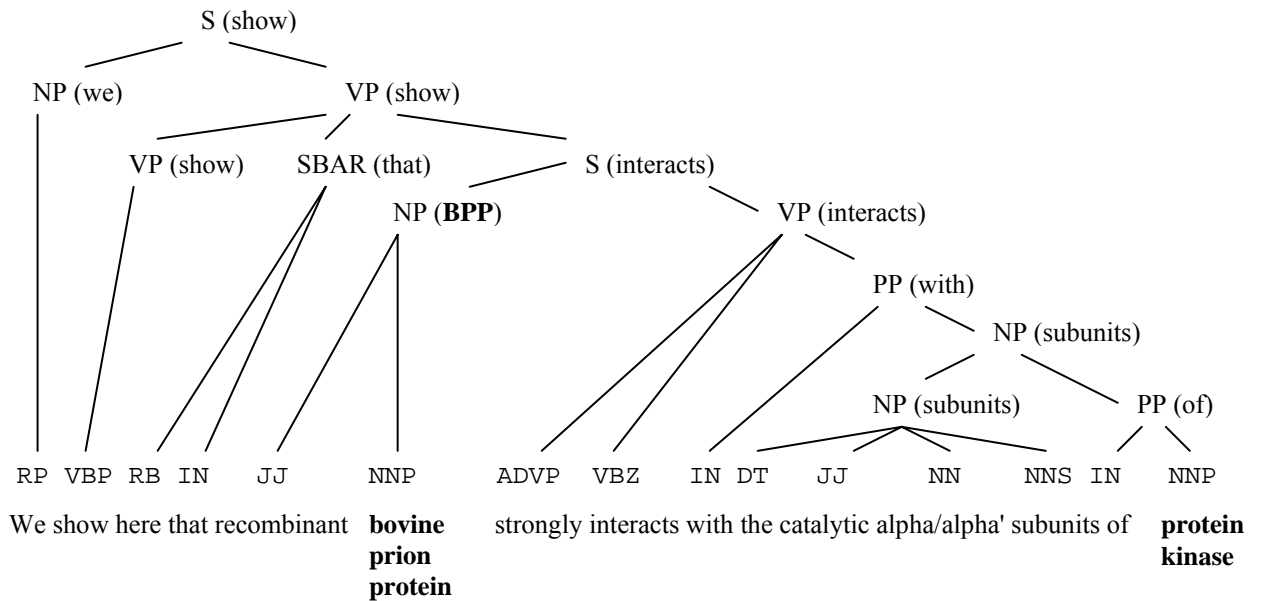 S (show)
NP (we) VP (show)
VP (show) SBAR (that) S (interacts)
NP (BPP) VP (interacts)
PP (with)
NP (subunits)
NP (subunits) PP (of)
RP VBP RB IN JJ NNP ADVP VBZ IN DT JJ NN NNS IN NNP
We show here that recombinant bovine strongly interacts with the catalytic alpha/alpha' subunits of protein
prion kinase
protein